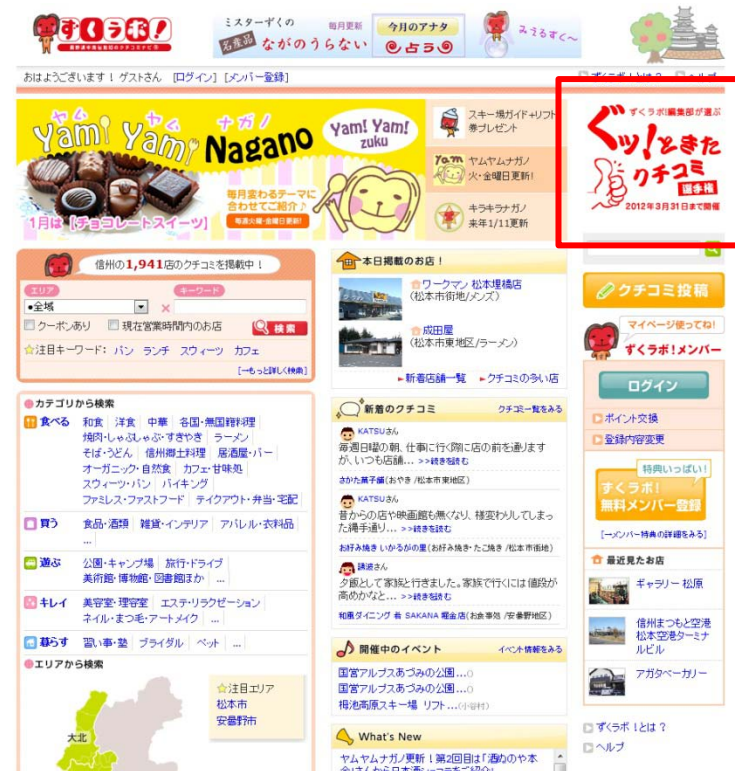 ずくラボ!
ミスターずくの
毎月更新
名産品 ながのうらない
今月のアナタ
占う
みえるずく~
おはようございます! ゲストさん [ログイン] [メンバー登録]
ずくラボ!とは?
ヘルプ
ヤム ヤム ナガノ
Yam! Yam! Nagano
Yam! Yam!
zuku
毎月変わるテーマに
合わせてご紹介♪
毎週火曜・金曜日更新!
1月は【チョコレートスイーツ】
スキー場ガイド+リフト
券プレゼント
Yam
ヤムヤムナガノ
火・金曜日更新!
キラキラナガノ
来年1/11更新
ずくラボ!編集部が選ぶ
グッ!ときた
クチコミ
選手権
2012年3月31日まで開催
信州の1,941店のクチコミを掲載中!
エリア
キーワード
●全域
×
クーポンあり 現在営業時間内のお店
検索
☆注目キーワード: パン ランチ スウィーツ カフェ
[→もっと詳しく検索]
カテゴリから検索
食べる
和食 洋食 中華 各国・無国籍料理
焼肉・しゃぶしゃぶ・すきやき ラーメン
そば・うどん 信州郷土料理 居酒屋・バー
オーガニック・自然食 カフェ・甘味処
スウィーツ・パン バイキング
ファミレス・ファストフード テイクアウト・弁当・宅配
買う
食品・酒類 雑貨・インテリア アパレル・衣料品
...
遊ぶ
公園・キャンプ場 旅行・ドライブ
美術館・博物館・図書館ほか ...
キレイ
美容室・理容室 エステ・リラクゼーション
ネイル・まつ毛・アートメイク ...
暮らす
習い事・塾 ブライダル ペット ...
エリアから検索
☆注目エリア
松本市
安曇野市
大北
本日掲載のお店!
ワークマン 松本堤橋店
(松本市街地/メンズ)
成田屋
(松本市東地区/ラーメン)
新着店舗一覧 クチコミの多い店
新着のクチコミ
クチコミ一覧をみる
KATSUさん
毎週日曜の朝、仕事に行く際に店の前を通ります
が、いつも店舗... >>続きを読む
さかた菓子舗(おやき /松本市東地区)
KATSUさん
昔からの店や映画館も無くなり、様変わりしてしまっ
た縄手通り... >>続きを読む
お好み焼き いかるがの里(お好み焼き・たこ焼き /松本市街地)
諏波さん
夕飯として家族と行きました。家族で行くには値段が
高めかなと... >>続きを読む
和風ダイニング 肴 SAKANA 堀金店(お食事処 /安曇野地区)
開催中のイベント
イベント情報をみる
国営アルプスあづみの公園...()
国営アルプスあづみの公園...()
栂池高原スキー場 リフト...(小谷村)
What's New
ヤムヤムナガノ更新!第2回目は「酒ぬのや本
クチコミ投稿
マイページ使ってね!
ずくラボ!メンバー
ログイン
ポイント交換
登録内容変更
特典いっぱい!
ずくラボ!
無料メンバー登録
[→メンバー特典の詳細をみる]
最近見たお店
ギャラリー 松原
信州まつもと空港
松本空港ターミナ
ルビル
アガタベーカリー
ずくラボ!とは?
ヘルプ